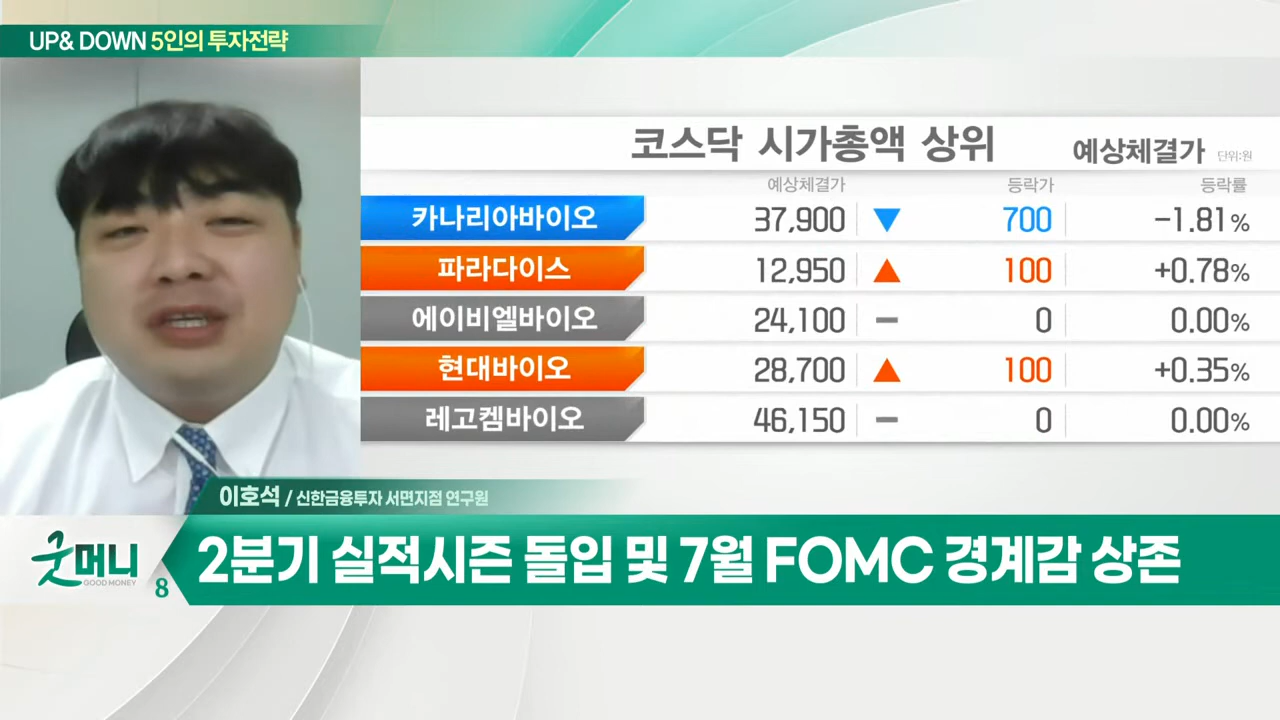 UP& DOWN 5인의 투자전략
코스닥 시가총액 상위 예상체결가 단위:원
예상체결가 등락가 등락률
카나리아바이오 37,900 ▼ 700 -1.81%
파라다이스 12,950 ▲ 100 +0.78%
에이비엘바이오 24,100 - 0 0.00%
현대바이오 28,700 ▲ 100 +0.35%
레고켐바이오 46,150 - 0 0.00%
이호석 / 신한금융투자 서면지점 연구원
굿머니 GOOD MONEY 8
2분기 실적시즌 돌입 및 7월 FOMC 경계감 상존